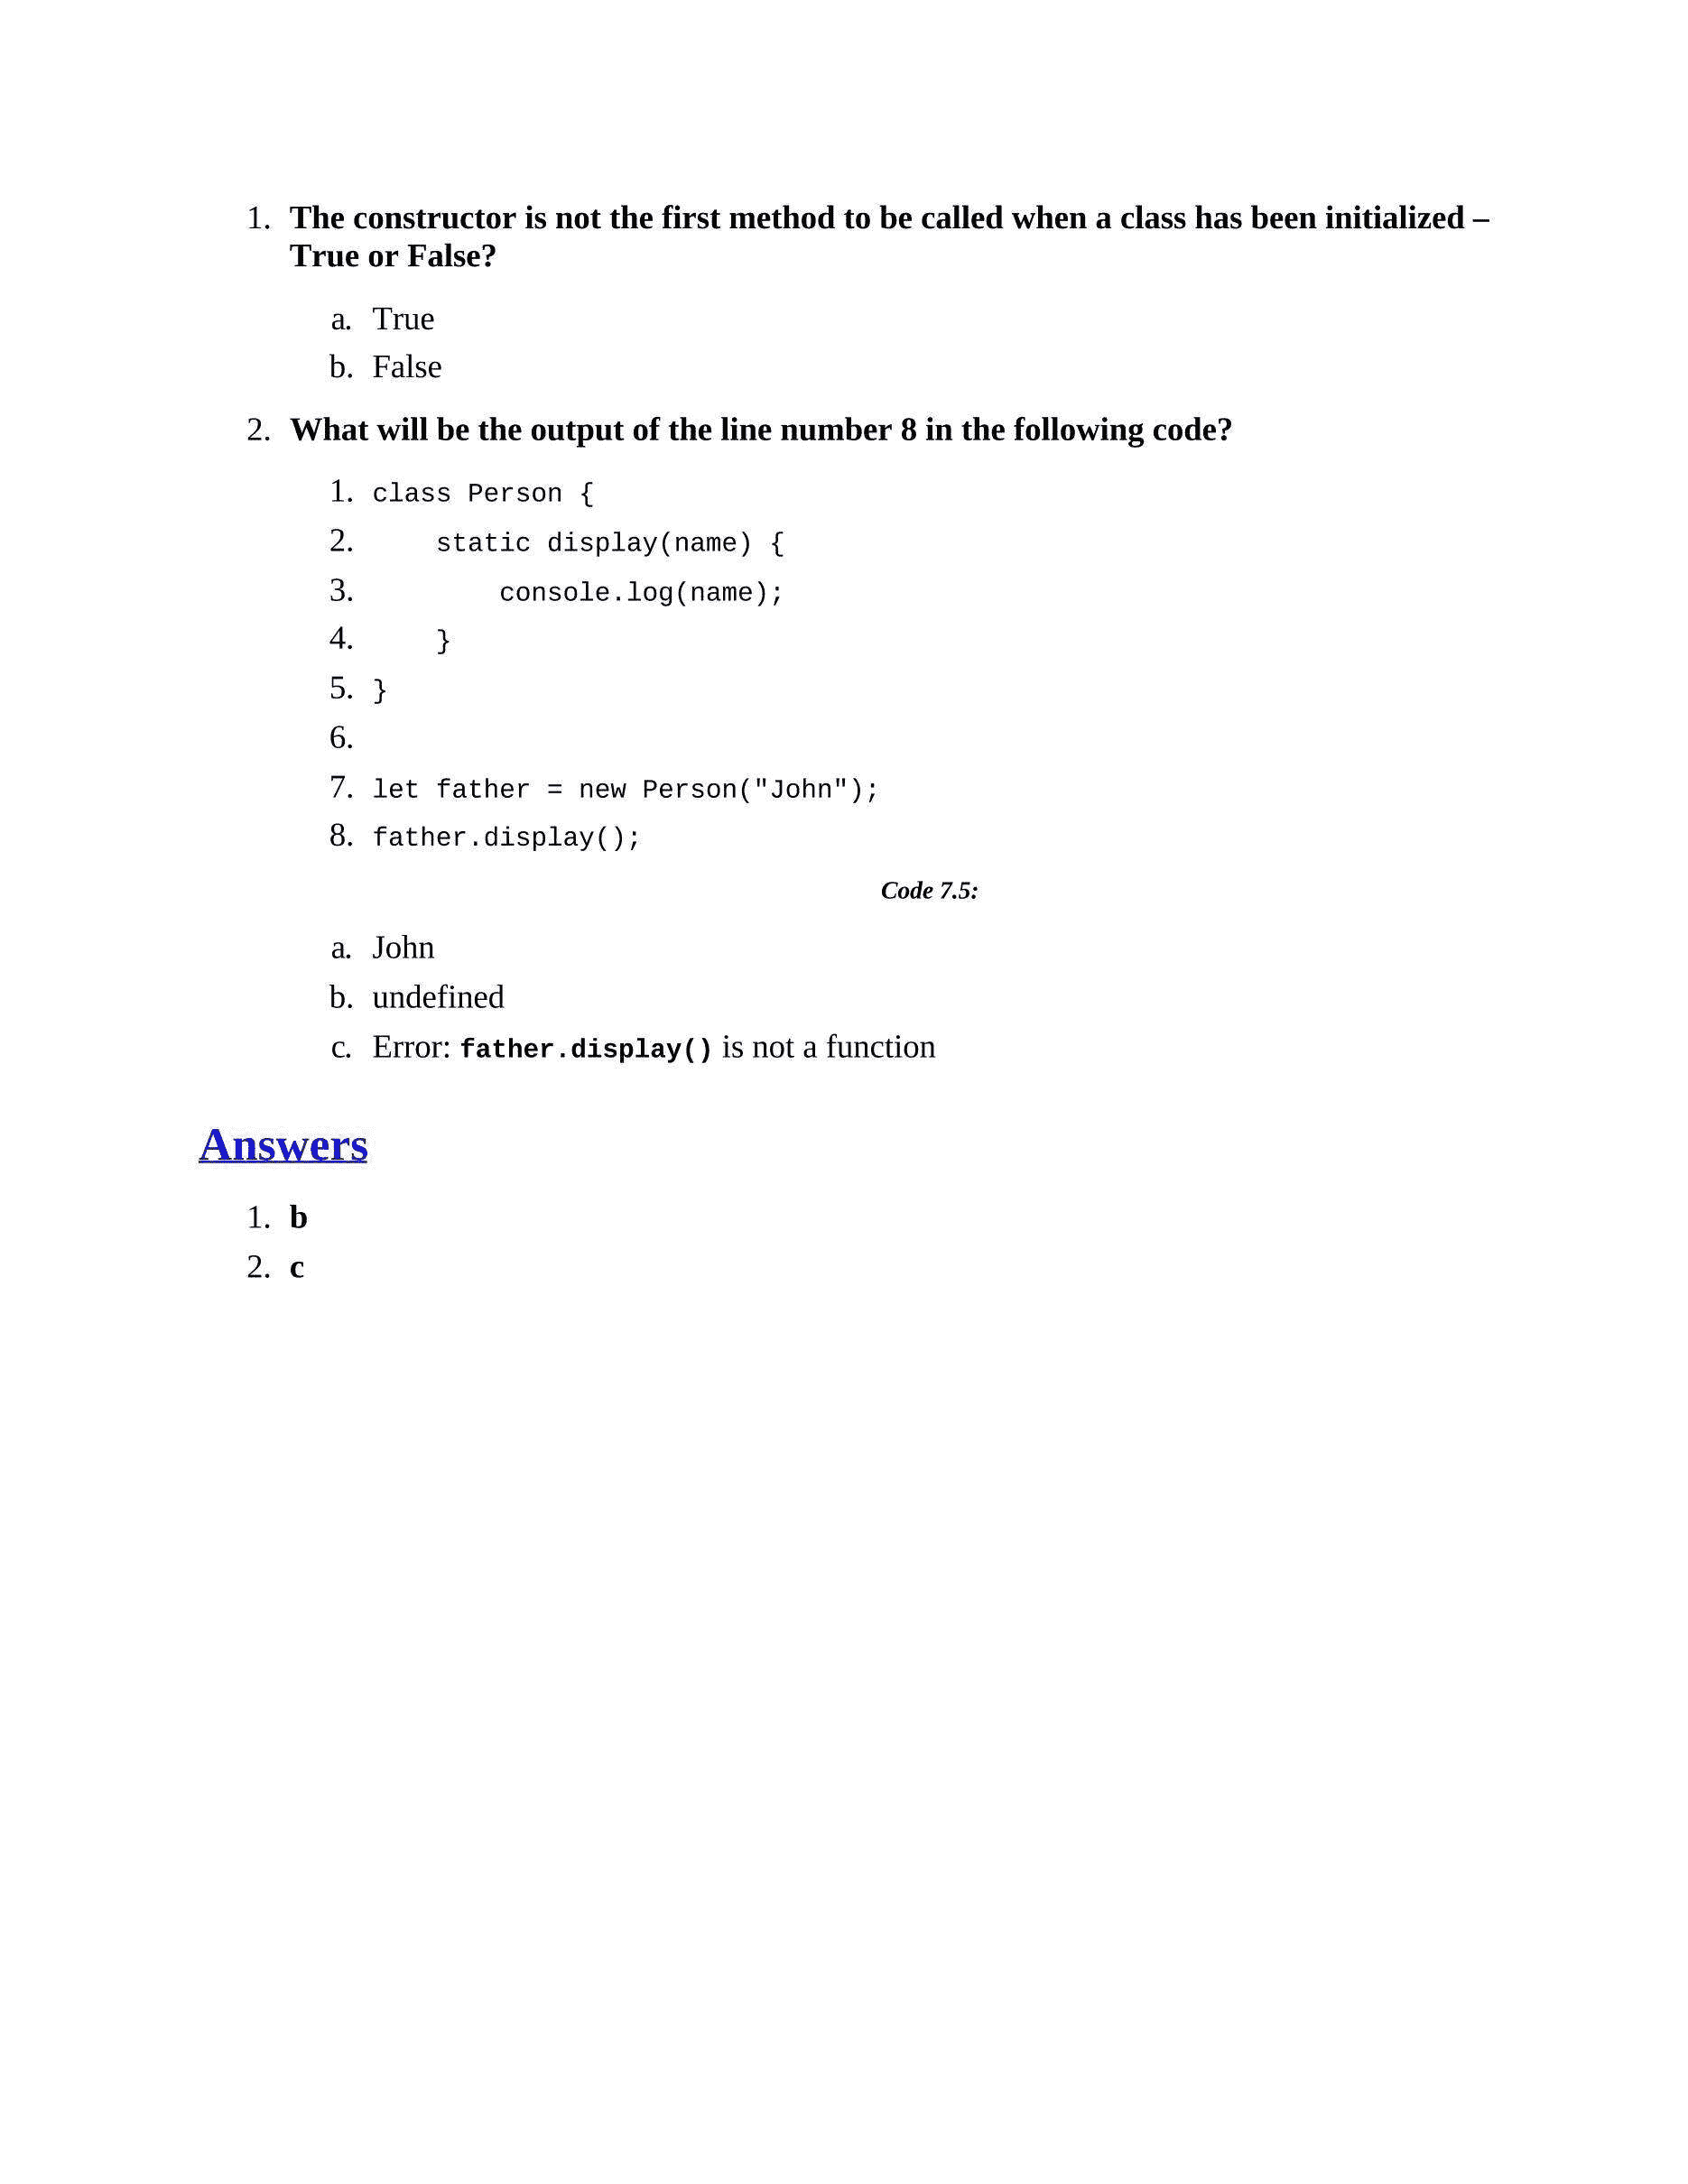 1. The constructor is not the first method to be called when a class has been initialized –
True or False?
a. True
b. False
2. What will be the output of the line number 8 in the following code?
1. class Person {
2.     static display(name) {
3.         console.log(name);
4.     }
5. }
6.
7. let father = new Person("John");
8. father.display();
Code 7.5:
a. John
b. undefined
c. Error: father.display() is not a function
Answers
1. b
2. c